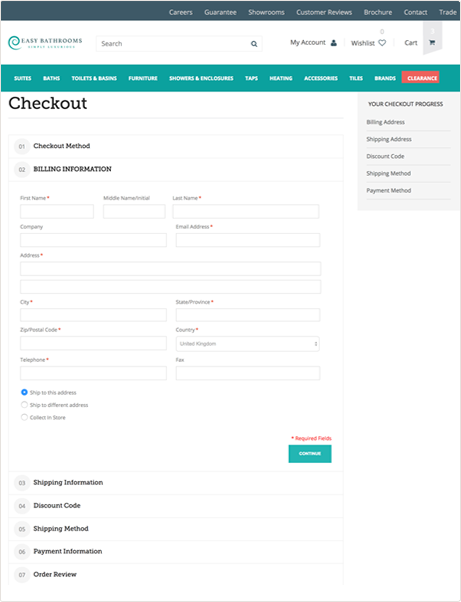 Careers Guarantee Showrooms Customer Reviews Brochure Contact Trade
EASY BATHROOMS
SIMPLY LUXURIOUS
Search
My Account
0
Wishlist
Cart
SUITES BATHS TOILETS & BASINS FURNITURE SHOWERS & ENCLOSURES TAPS HEATING ACCESSORIES TILES BRANDS CLEARANCE
Checkout
YOUR CHECKOUT PROGRESS
Billing Address
Shipping Address
Discount Code
Shipping Method
Payment Method
01 Checkout Method
02 BILLING INFORMATION
First Name * Middle Name/Initial Last Name *
Company Email Address *
Address *
City * State/Province *
Zip/Postal Code * Country *
United Kingdom
Telephone * Fax
Ship to this address
Ship to different address
Collect in Store
* Required Fields
CONTINUE
03 Shipping Information
04 Discount Code
05 Shipping Method
06 Payment Information
07 Order Review